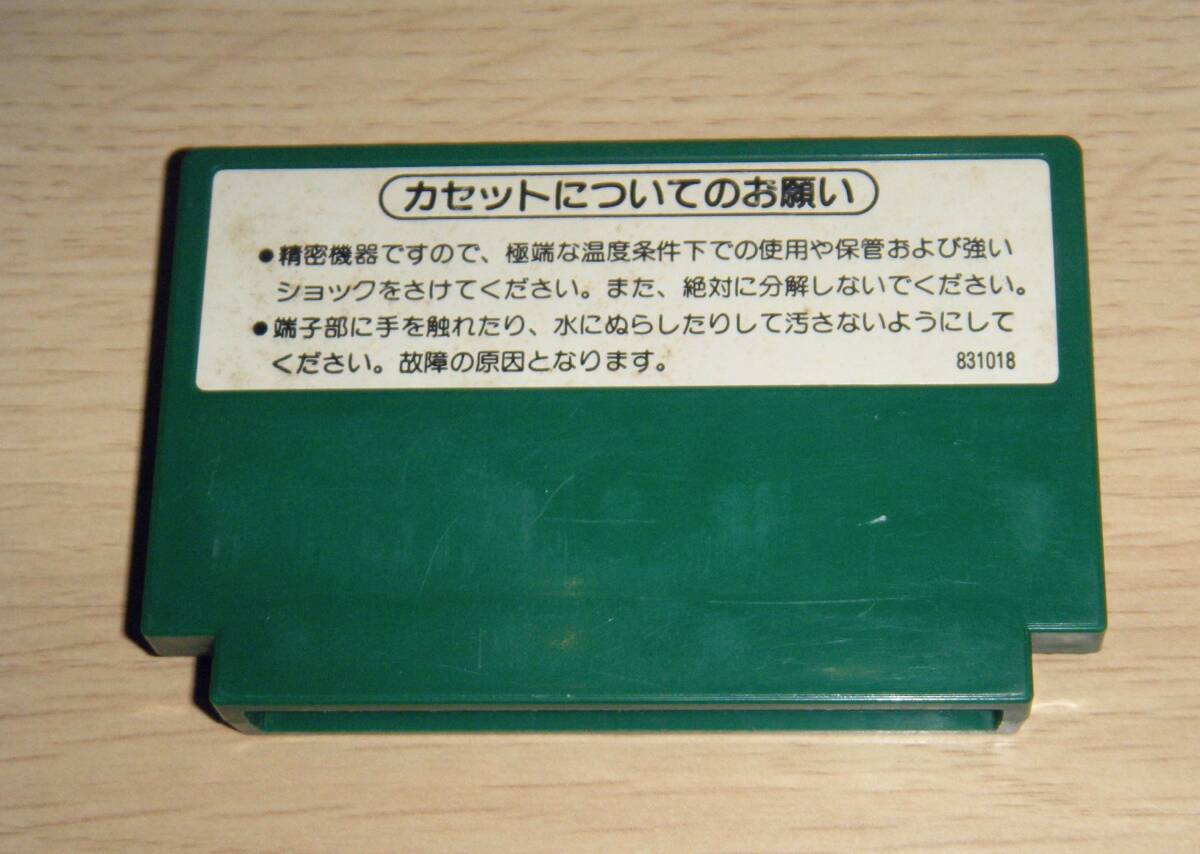 カセットについてのお願い
●精密機器ですので、極端な温度条件下での使用や保管および強い
ショックをさけてください。また、絶対に分解しないでください。
●端子部に手を触れたり、水にぬらしたりして汚さないようにして
ください。故障の原因となります。 831018